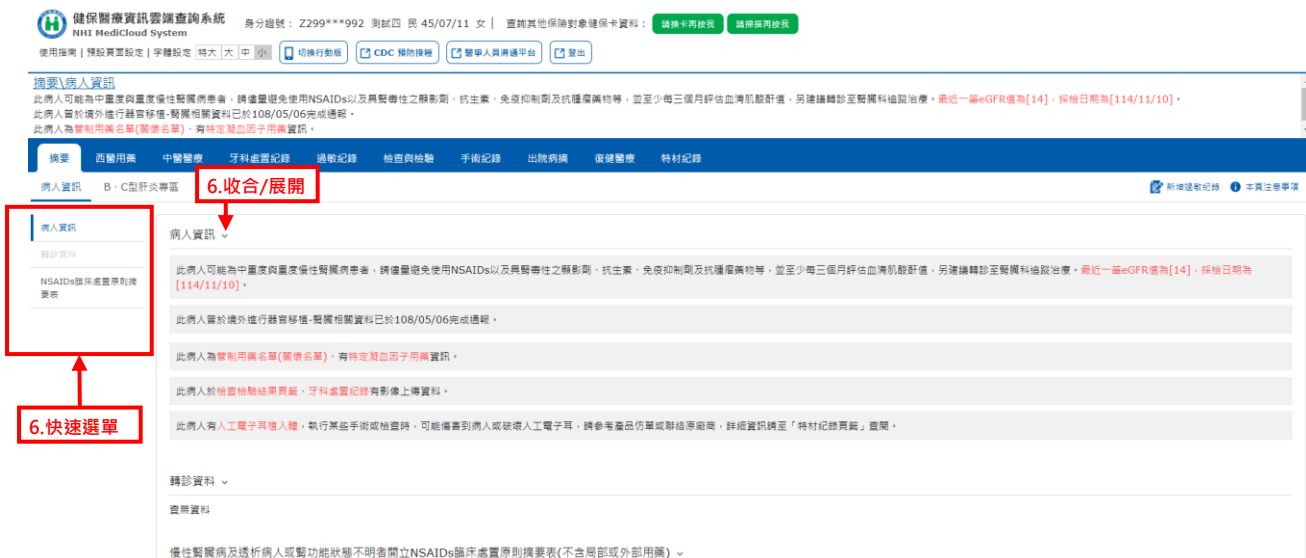 健保醫療資訊雲端查詢系統
NHI MediCloud System
身分證號： Z299***992 測試四 民 45/07/11 女 | 查詢其他保險對象健保卡資料： 請換卡再按我 請掃描再按我
使用指南 | 預設頁面設定 | 字體設定 特大 大 中 小 切換行動版 CDC 預防接種 醫事人員溝通平台 登出
摘要\病人資訊
此病人可能為中重度與重度慢性腎臟病患者，請儘量避免使用NSAIDs以及具腎毒性之顯影劑、抗生素、免疫抑制劑及抗腫瘤藥物等，並至少每三個月評估血清肌酸酐值，另建議轉診至腎臟科追蹤治療。最近一筆eGFR值為[14]，採檢日期為[114/11/10]。
此病人曾於境外進行器官移植-腎臟相關資料已於108/05/06完成通報。
此病人為管制用藥名單(關懷名單)、有特定凝血因子用藥資訊。
摘要 西醫用藥 中醫醫療 牙科處置紀錄 過敏紀錄 檢查與檢驗 手術紀錄 出院病摘 復健醫療 特材紀錄
病人資訊 B、C型肝炎專區 6.收合/展開 新增過敏紀錄 本頁注意事項
病人資訊
轉診資料
NSAIDs臨床處置原則摘
要表
6.快速選單
病人資訊
此病人可能為中重度與重度慢性腎臟病患者，請儘量避免使用NSAIDs以及具腎毒性之顯影劑、抗生素、免疫抑制劑及抗腫瘤藥物等，並至少每三個月評估血清肌酸酐值，另建議轉診至腎臟科追蹤治療。最近一筆eGFR值為[14]，採檢日期為
[114/11/10]。
此病人曾於境外進行器官移植-腎臟相關資料已於108/05/06完成通報。
此病人為管制用藥名單(關懷名單)、有特定凝血因子用藥資訊。
此病人於檢查檢驗結果頁籤、牙科處置紀錄有影像上傳資料。
此病人有人工電子耳植入體，執行某些手術或檢查時，可能傷害到病人或破壞人工電子耳，請參考產品仿單或聯絡原廠商，詳細資訊請至「特材紀錄頁籤」查閱。
轉診資料
查無資料
慢性腎臟病及透析病人或腎功能狀態不明者開立NSAIDs臨床處置原則摘要表(不含局部或外部用藥)